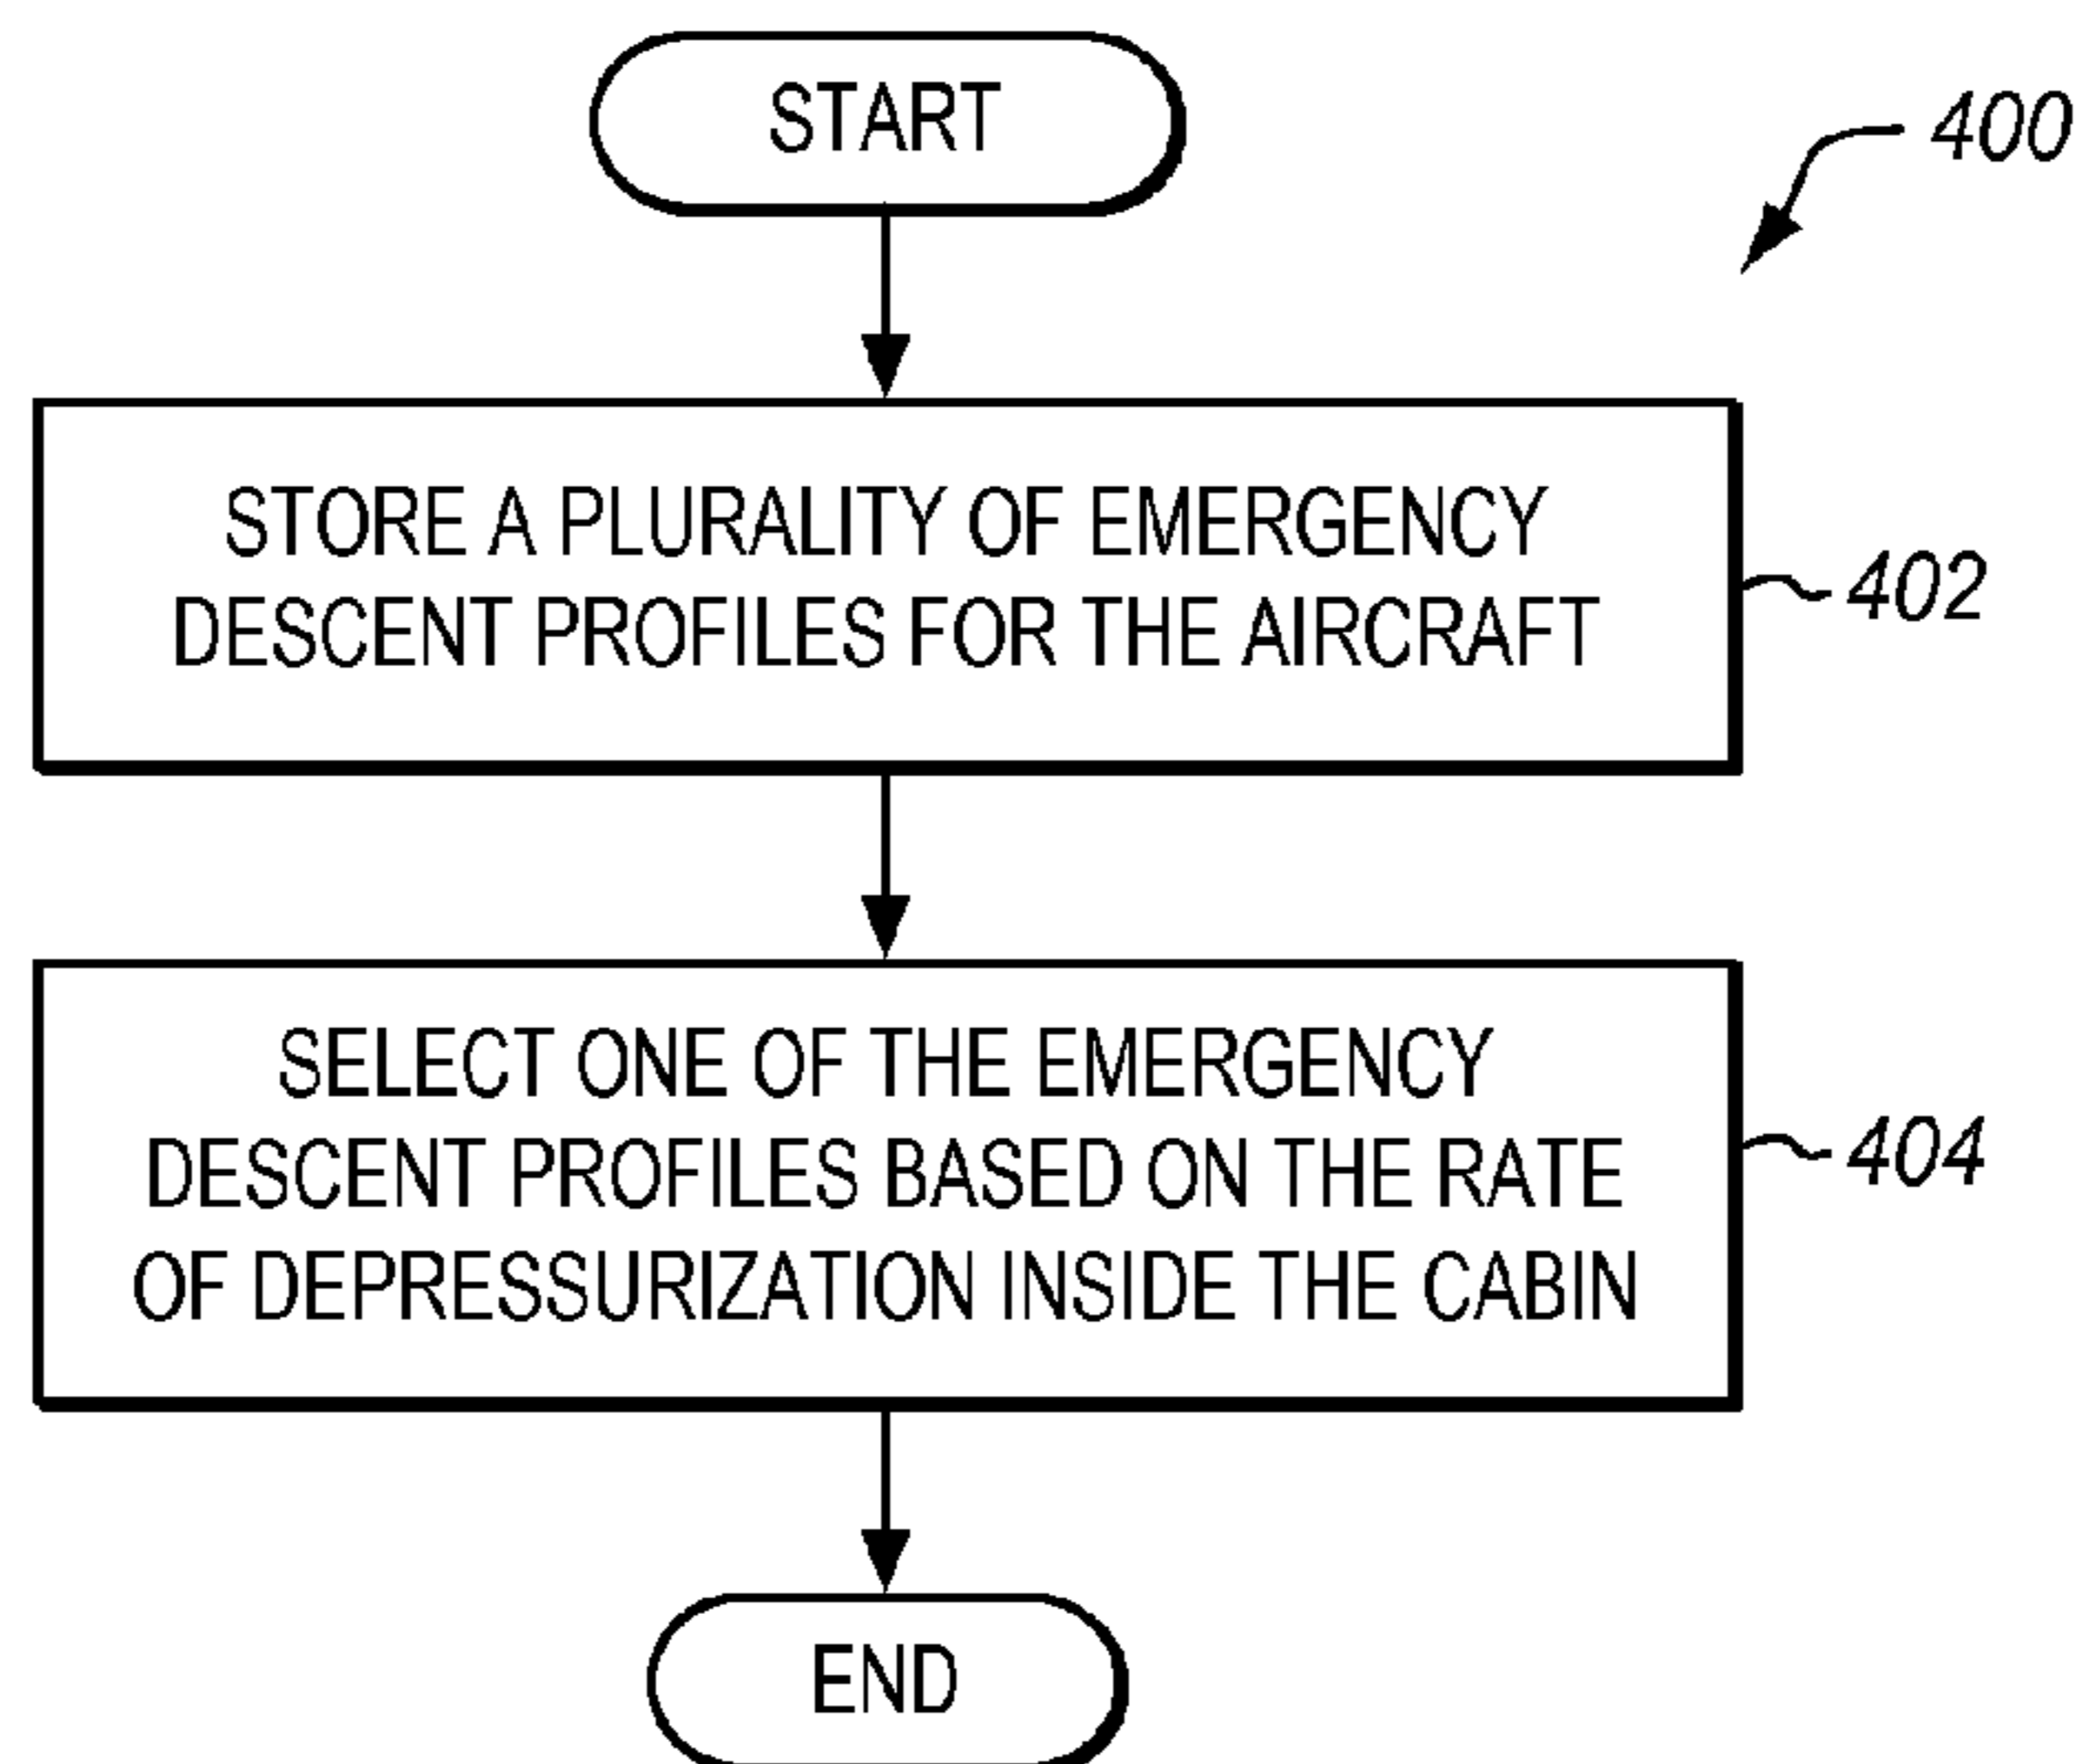 START
400
STORE A PLURALITY OF EMERGENCY
DESCENT PROFILES FOR THE AIRCRAFT
402
SELECT ONE OF THE EMERGENCY
DESCENT PROFILES BASED ON THE RATE
OF DEPRESSURIZATION INSIDE THE CABIN
404
END